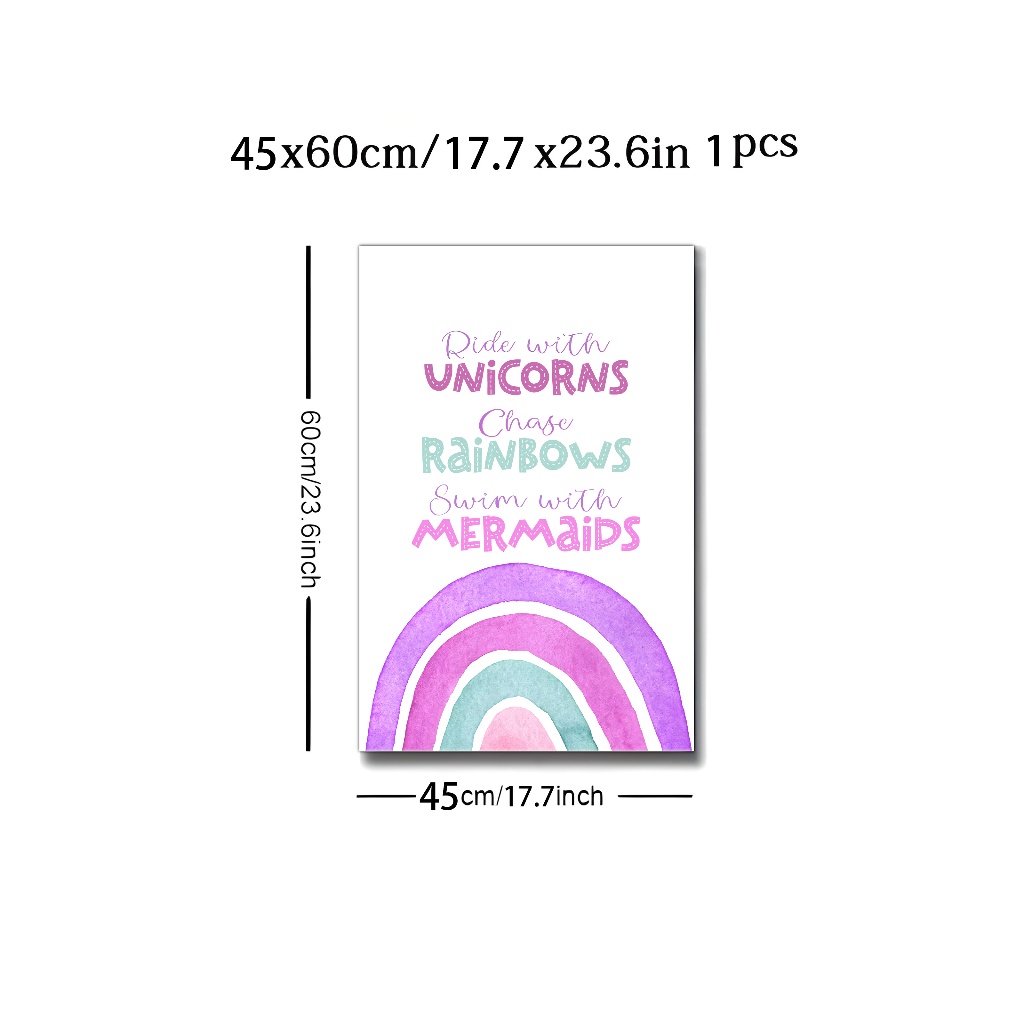 45x60cm/17.7 x23.6in 1pcs
Ride with
UNiCORNS
Chase
RaiNBOWS
Swim with
MERMaiDS
60cm/23.6inch
45cm/17.7inch